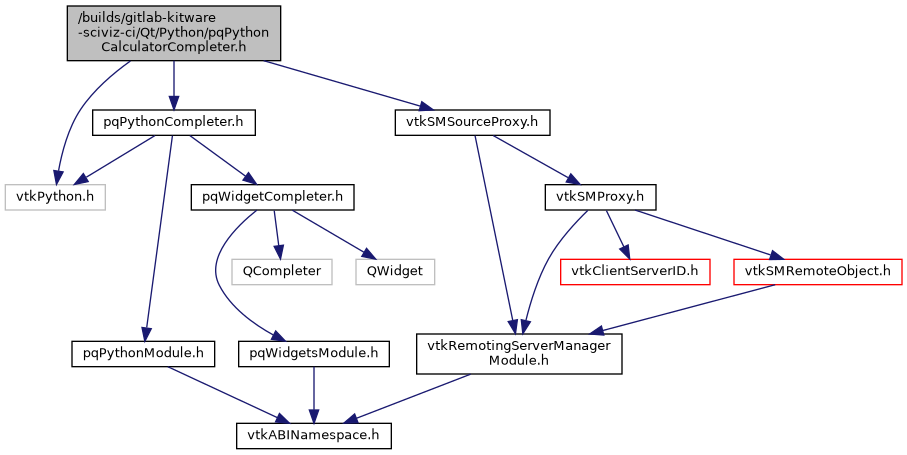 /builds/gitlab-kitware
-sciviz-ci/Qt/Python/pqPython
CalculatorCompleter.h
pqPythonCompleter.h
vtkSMSourceProxy.h
vtkPython.h
pqWidgetCompleter.h
vtkSMProxy.h
QCompleter
QWidget
vtkClientServerID.h
vtkSMRemoteObject.h
pqPythonModule.h
pqWidgetsModule.h
vtkRemotingServerManager
Module.h
vtkABINamespace.h